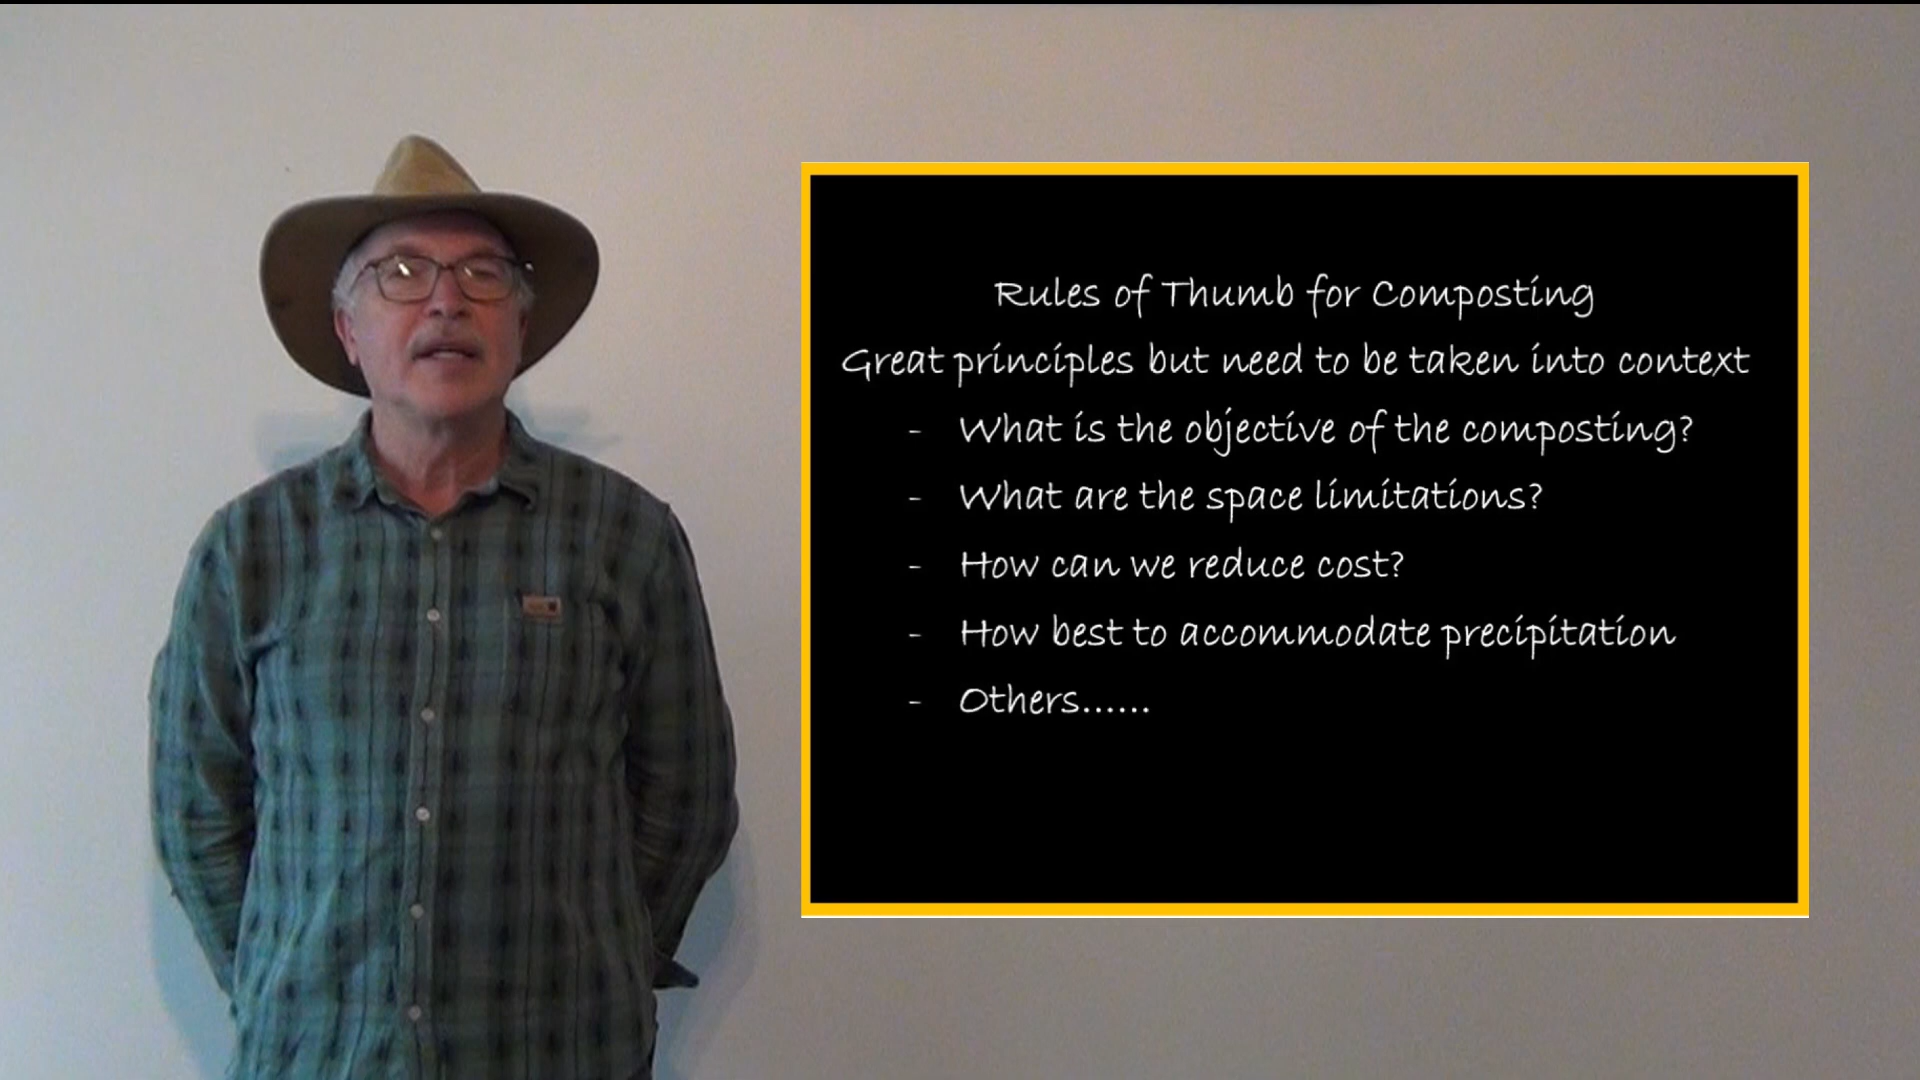 Rules of Thumb for Composting
Great principles but need to be taken into context
- What is the objective of the composting?
- What are the space limitations?
- How can we reduce cost?
- How best to accommodate precipitation
- Others......